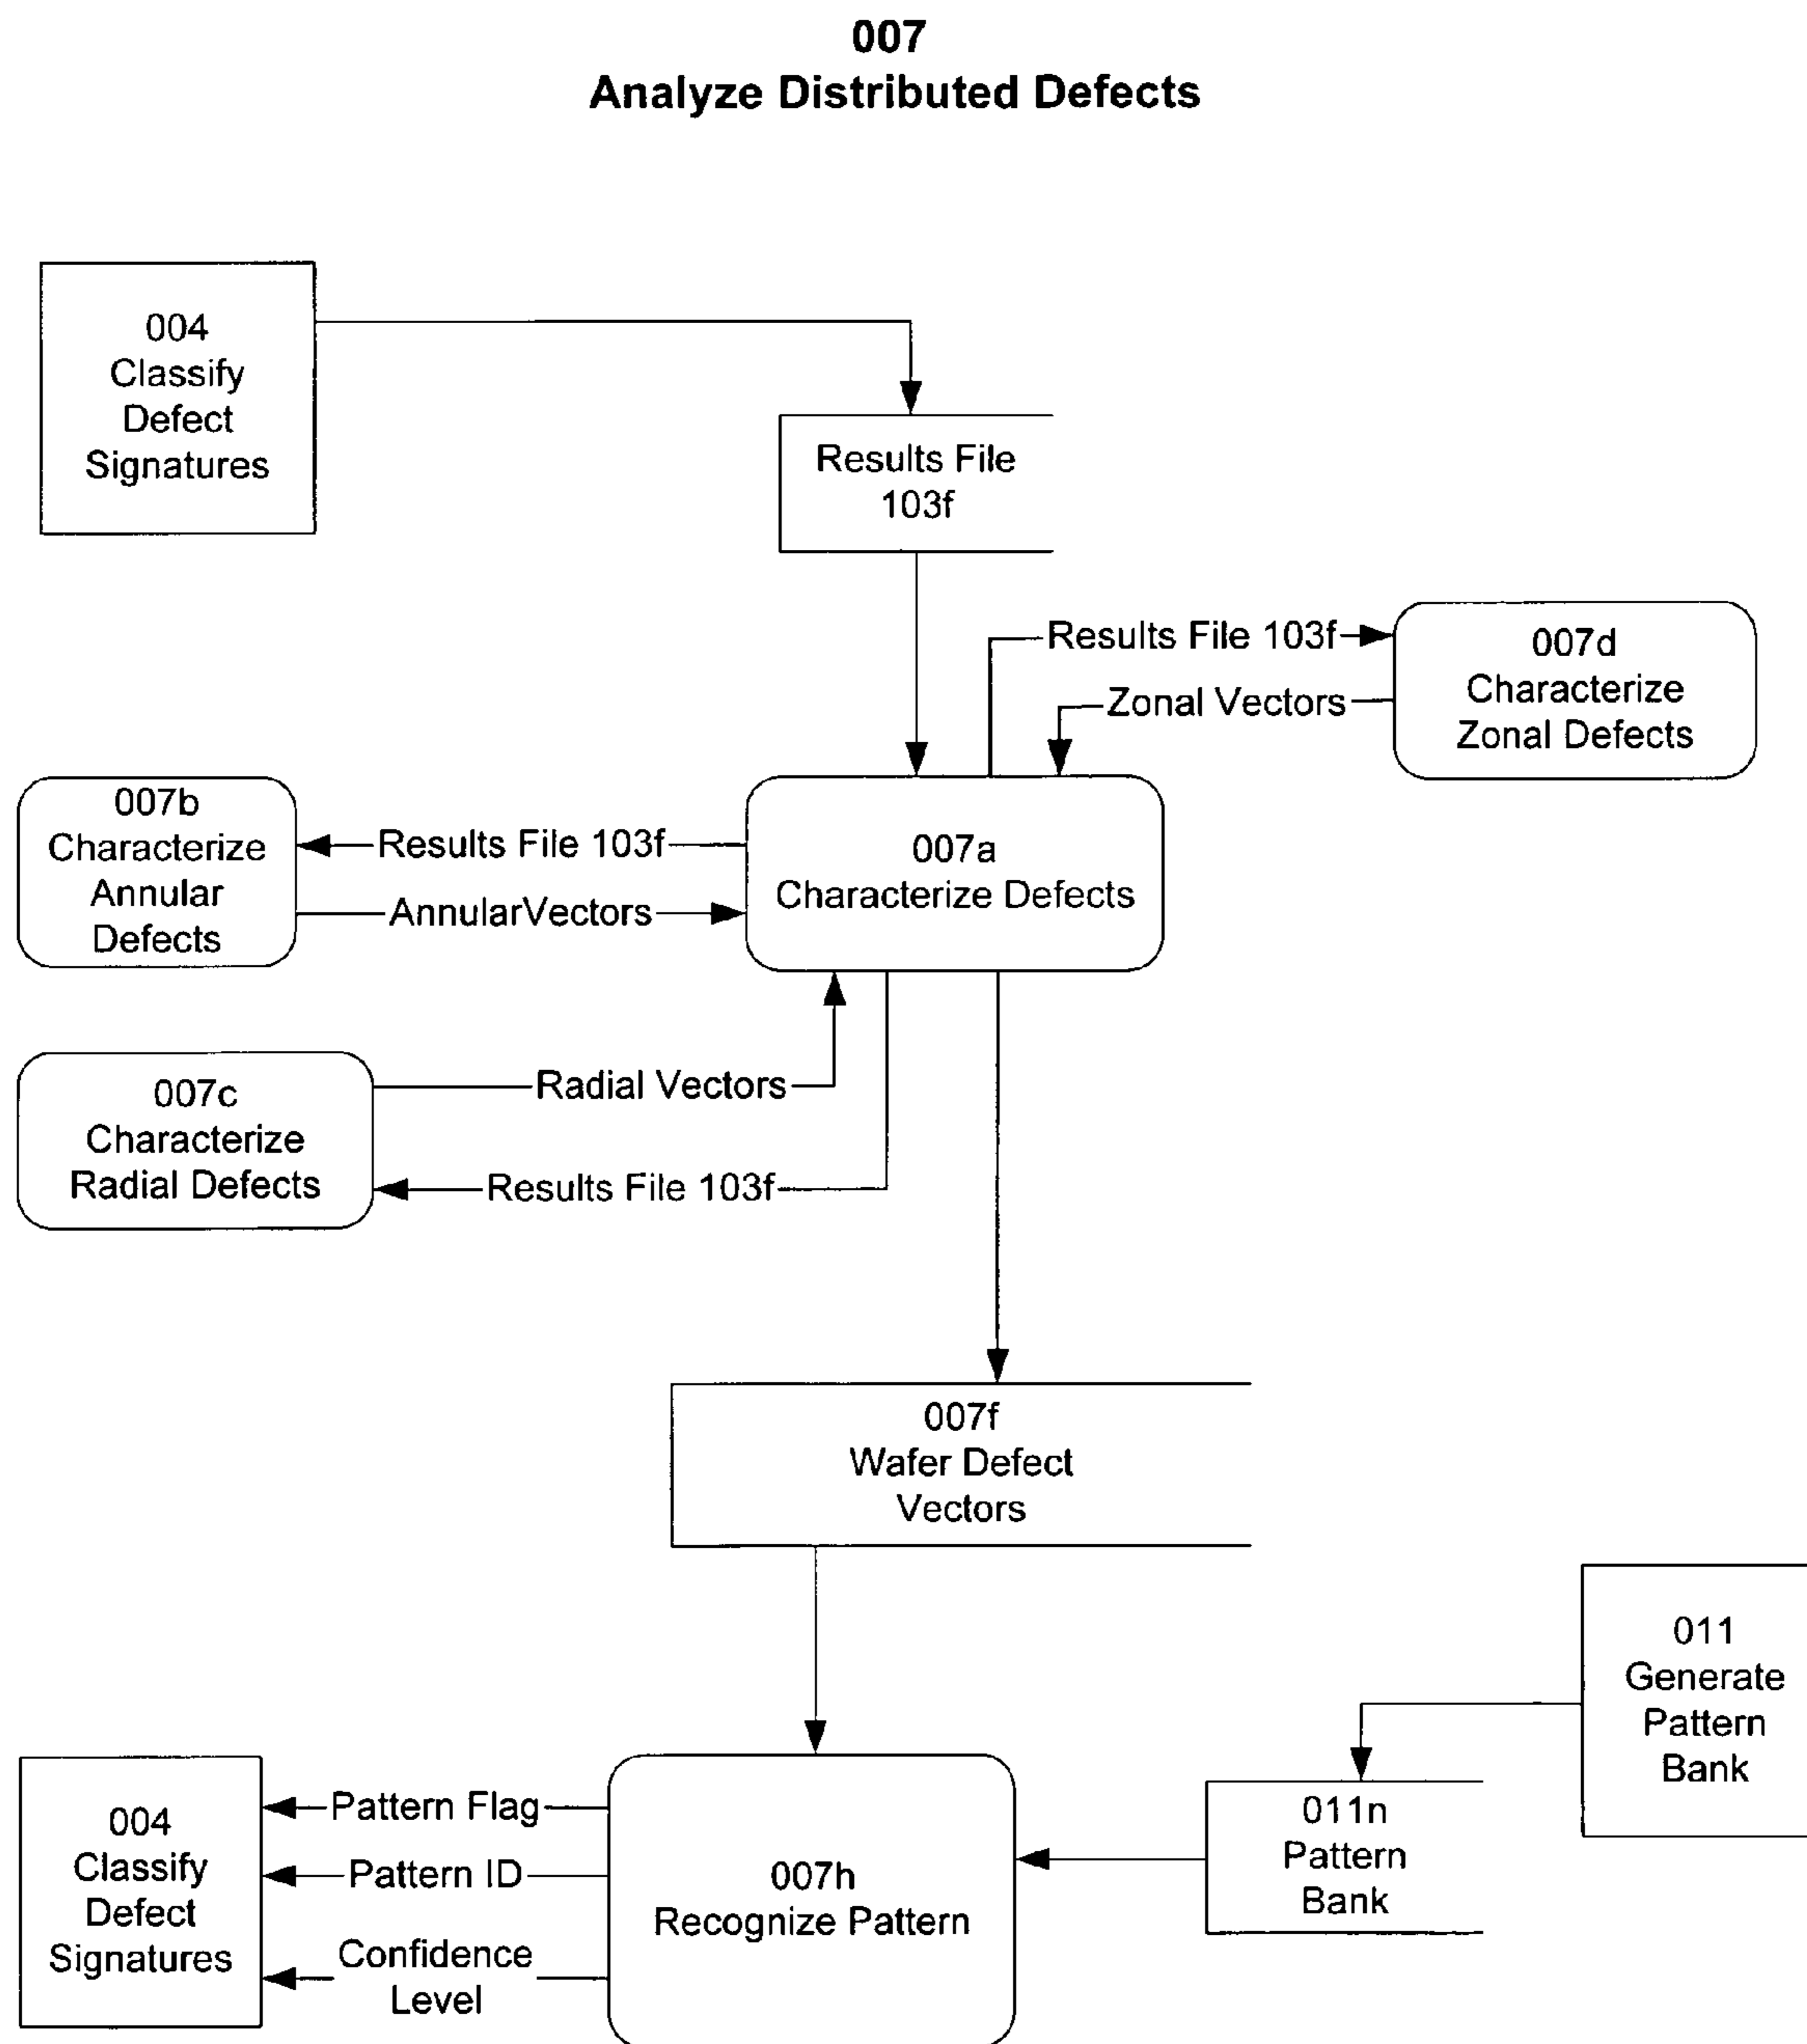 007
Analyze Distributed Defects
004
Classify
Defect
Signatures
Results File
103f
Results File 103f
Zonal Vectors
007d
Characterize
Zonal Defects
007b
Characterize
Annular
Defects
Results File 103f
AnnularVectors
007a
Characterize Defects
007c
Characterize
Radial Defects
Radial Vectors
Results File 103f
007f
Wafer Defect
Vectors
011
Generate
Pattern
Bank
011n
Pattern
Bank
007h
Recognize Pattern
Pattern Flag
Pattern ID
Confidence
Level
004
Classify
Defect
Signatures